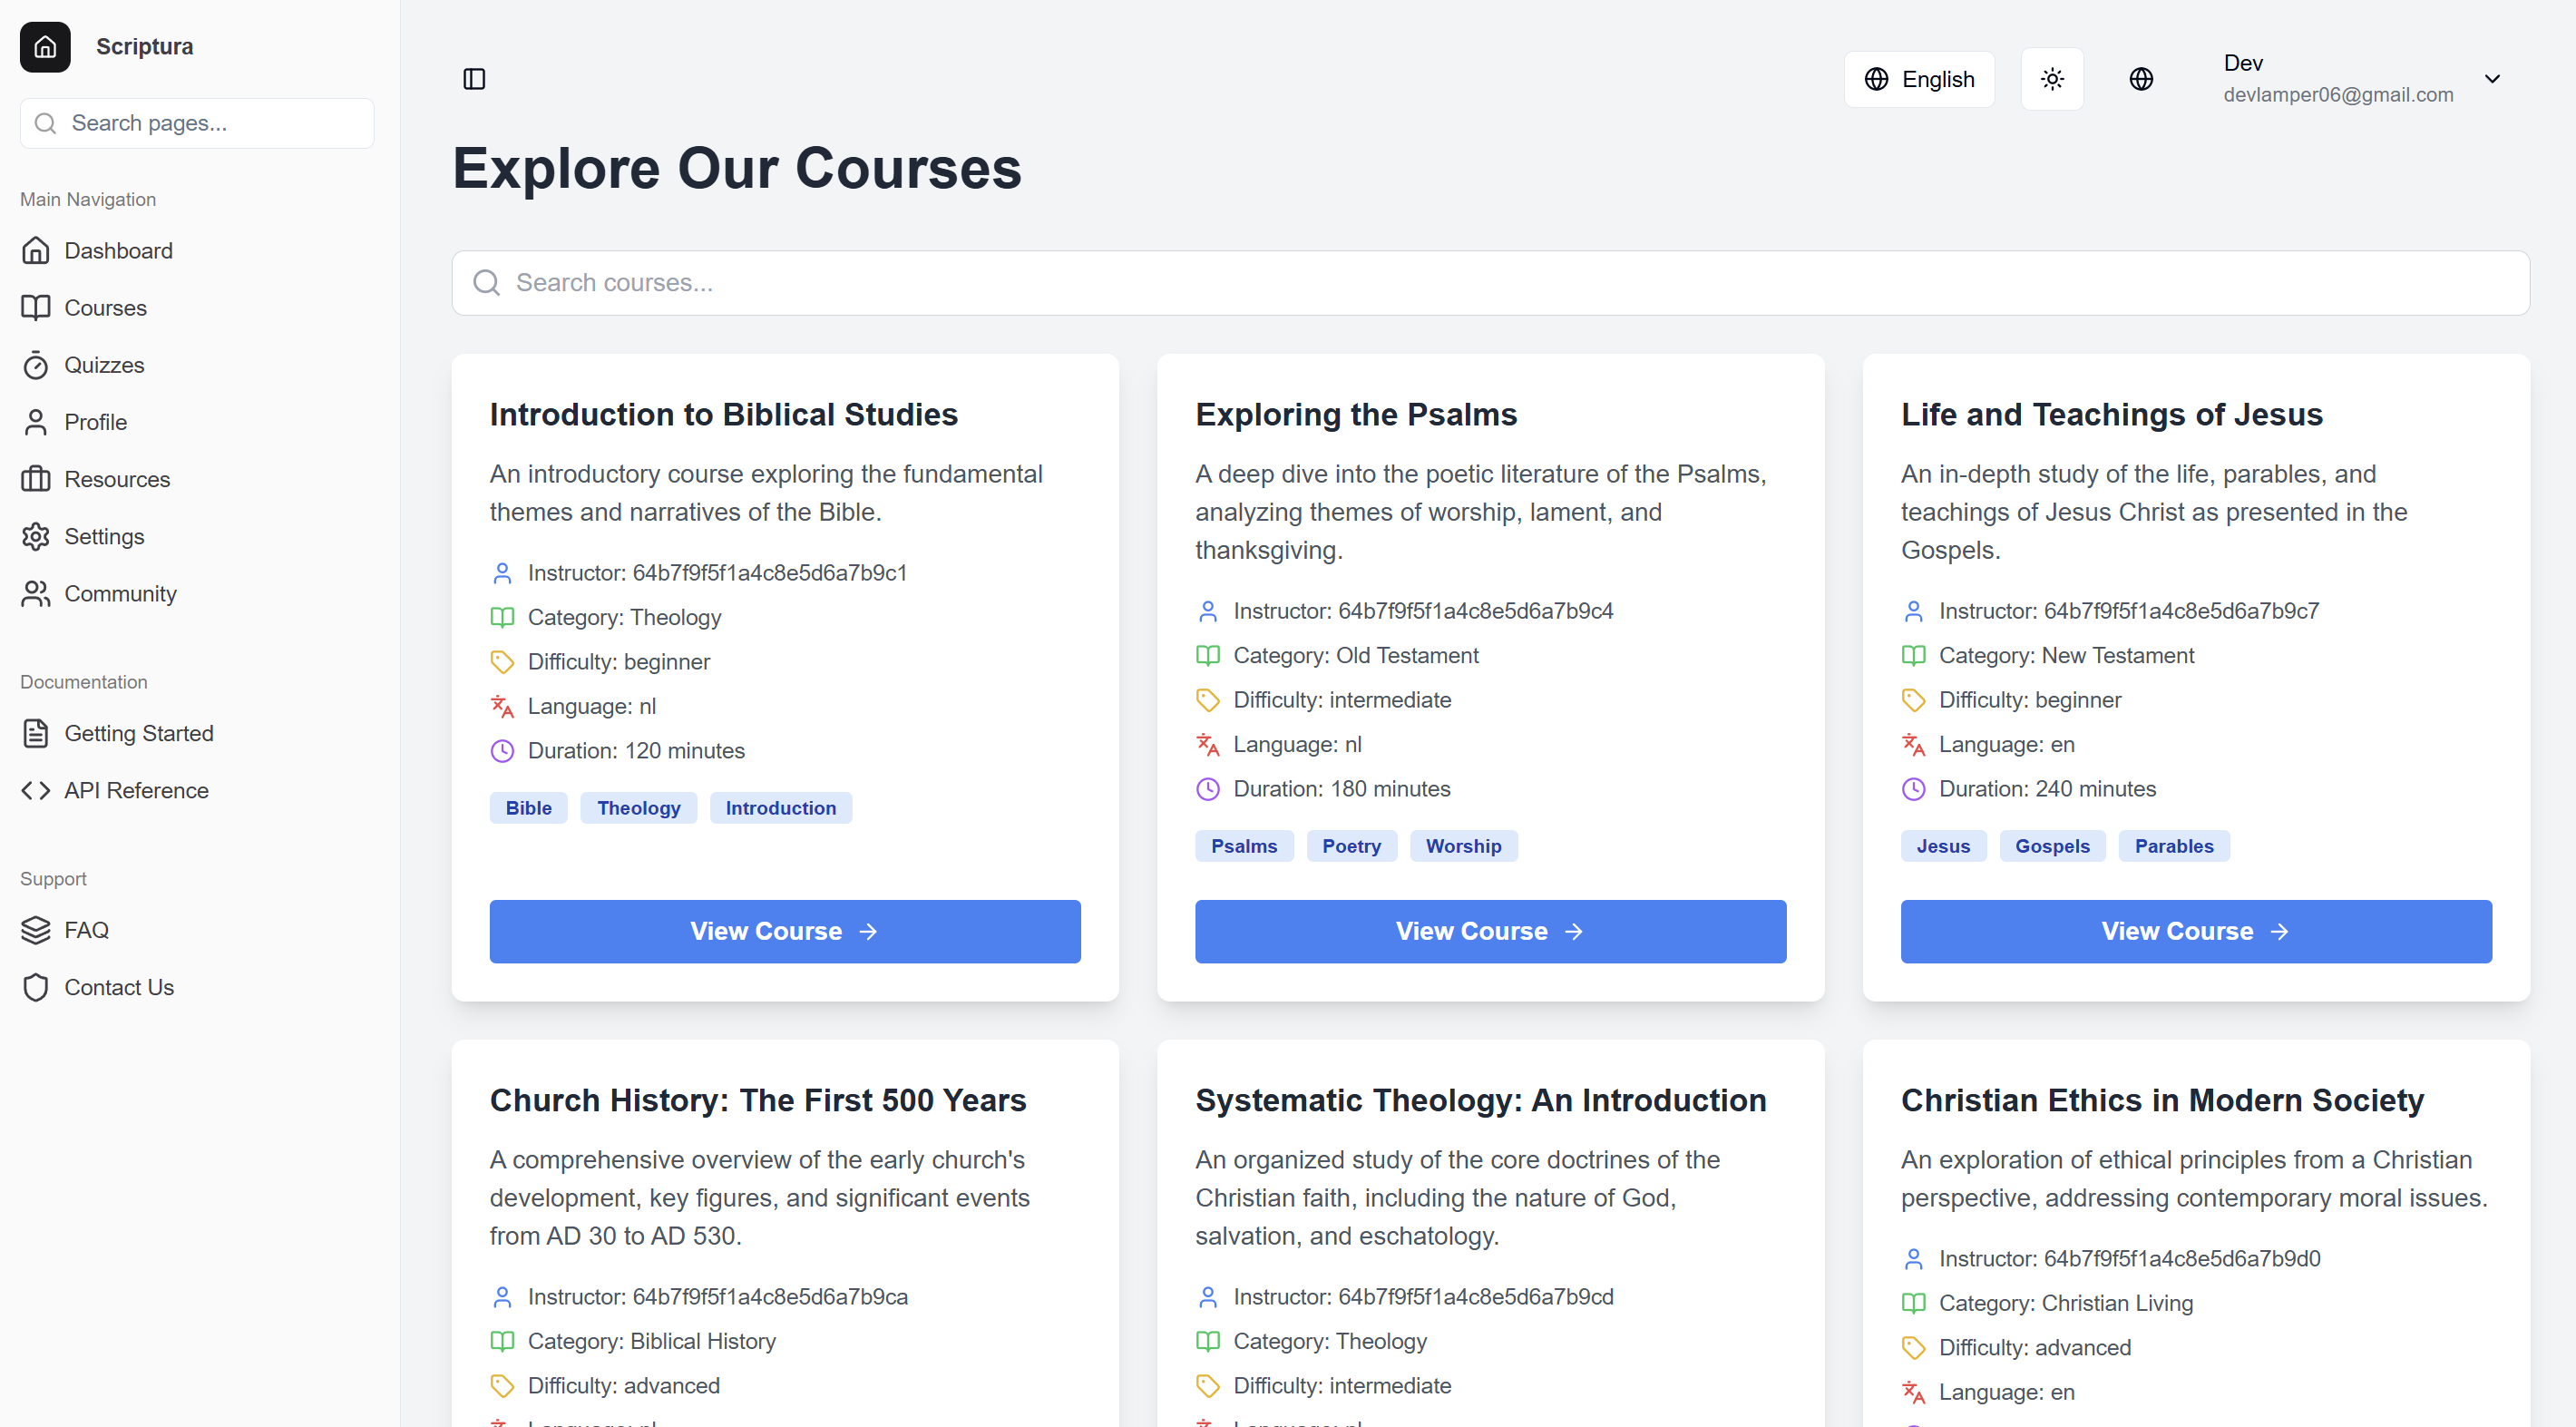 Scriptura
Search pages...
Main Navigation
Dashboard
Courses
Quizzes
Profile
Resources
Settings
Community
Documentation
Getting Started
API Reference
Support
FAQ
Contact Us
English
Dev
devlamper06@gmail.com
Explore Our Courses
Search courses...
Introduction to Biblical Studies
An introductory course exploring the fundamental
themes and narratives of the Bible.
Instructor: 64b7f9f5f1a4c8e5d6a7b9c1
Category: Theology
Difficulty: beginner
Language: nl
Duration: 120 minutes
Bible Theology Introduction
View Course
Exploring the Psalms
A deep dive into the poetic literature of the Psalms,
analyzing themes of worship, lament, and
thanksgiving.
Instructor: 64b7f9f5f1a4c8e5d6a7b9c4
Category: Old Testament
Difficulty: intermediate
Language: nl
Duration: 180 minutes
Psalms Poetry Worship
View Course
Life and Teachings of Jesus
An in-depth study of the life, parables, and
teachings of Jesus Christ as presented in the
Gospels.
Instructor: 64b7f9f5f1a4c8e5d6a7b9c7
Category: New Testament
Difficulty: beginner
Language: en
Duration: 240 minutes
Jesus Gospels Parables
View Course
Church History: The First 500 Years
A comprehensive overview of the early church's
development, key figures, and significant events
from AD 30 to AD 530.
Instructor: 64b7f9f5f1a4c8e5d6a7b9ca
Category: Biblical History
Difficulty: advanced
Language: nl
Systematic Theology: An Introduction
An organized study of the core doctrines of the
Christian faith, including the nature of God,
salvation, and eschatology.
Instructor: 64b7f9f5f1a4c8e5d6a7b9cd
Category: Theology
Difficulty: intermediate
Language: nl
Christian Ethics in Modern Society
An exploration of ethical principles from a Christian
perspective, addressing contemporary moral issues.
Instructor: 64b7f9f5f1a4c8e5d6a7b9d0
Category: Christian Living
Difficulty: advanced
Language: en